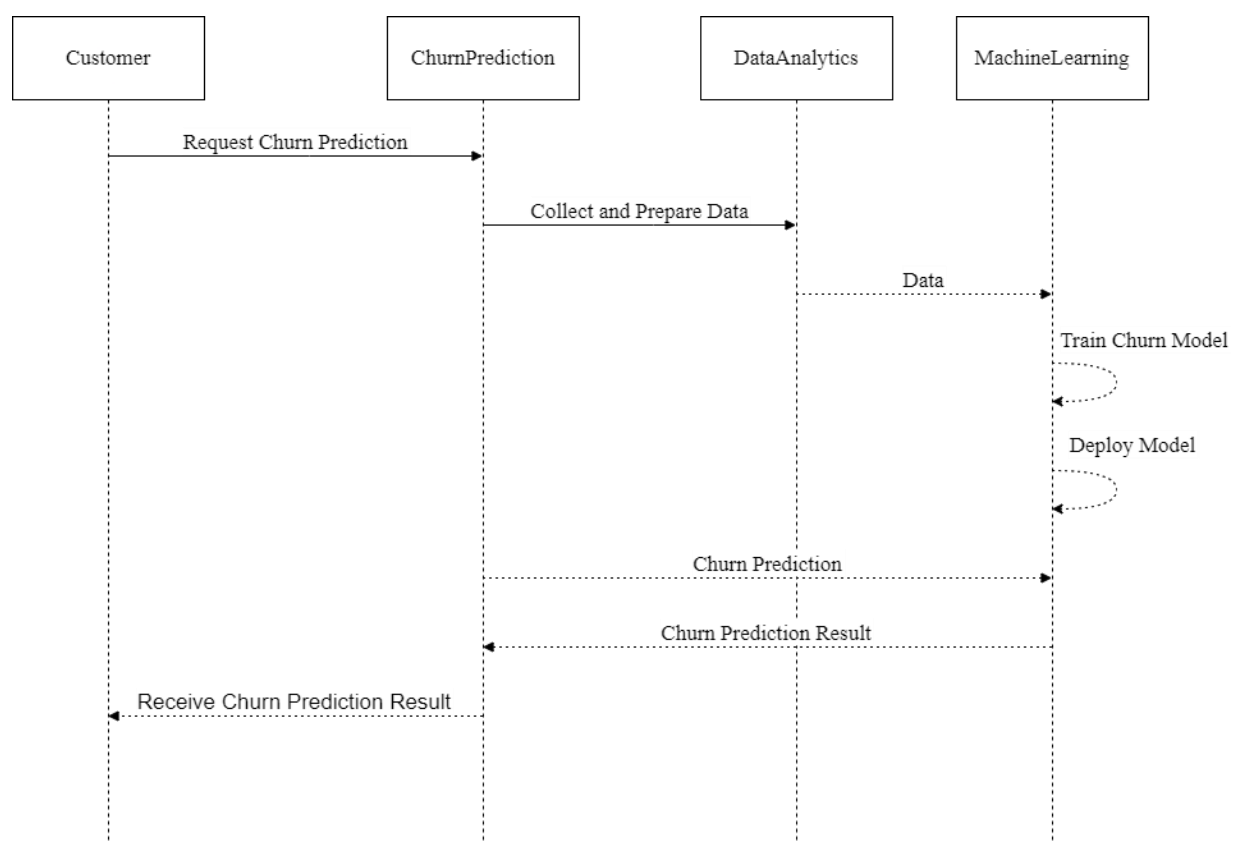 Customer
ChurnPrediction
DataAnalytics
MachineLearning
Request Churn Prediction
Collect and Prepare Data
Data
Train Churn Model
Deploy Model
Churn Prediction
Churn Prediction Result
Receive Churn Prediction Result